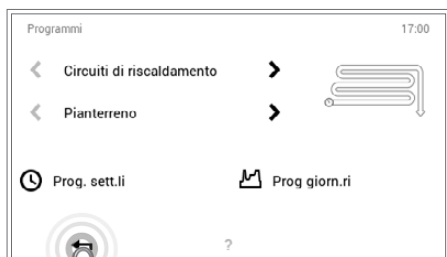 Programmi 17:00
Circuiti di riscaldamento
Pianterreno
Prog. sett.li Prog giorn.ri
?